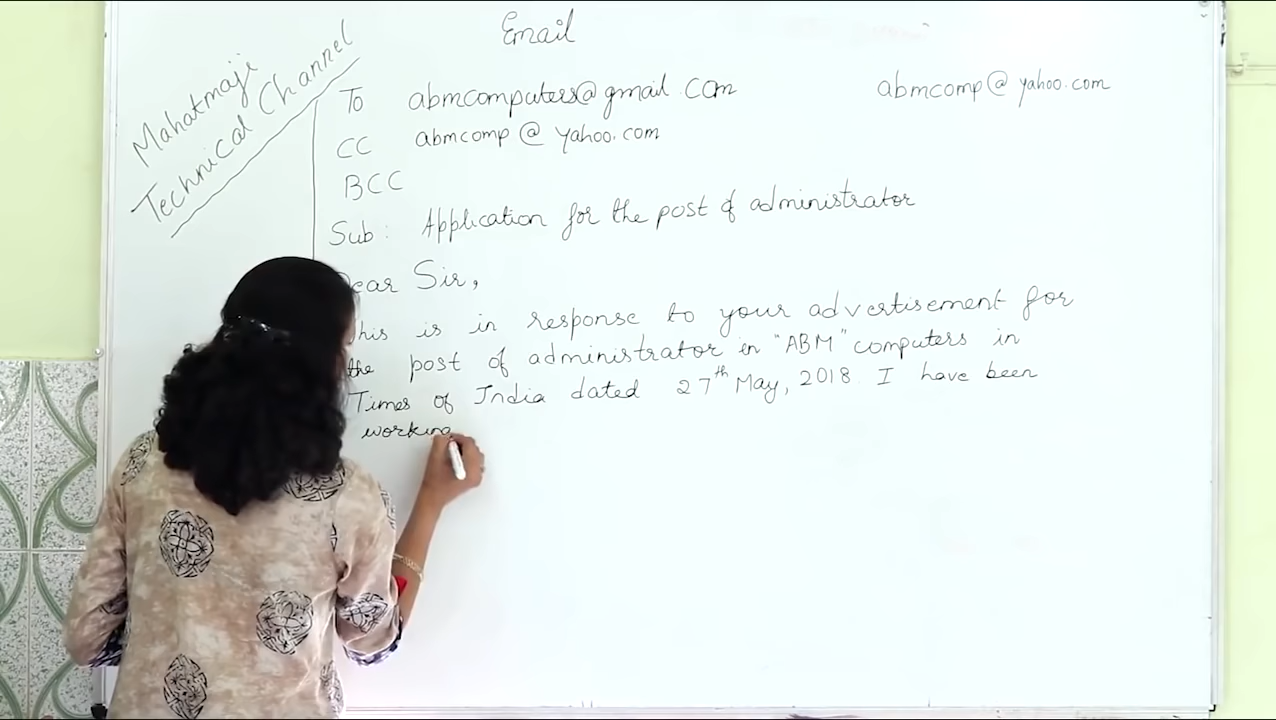 Email
Mahatmaji
Technical Channel
To abmcomputers@gmail.com abmcomp@yahoo.com
CC abmcomp@yahoo.com
BCC
Sub: Application for the post of administrator
ear Sir,
his is in response to your advertisement for
the post of administrator in "ABM" computers in
Times of India dated 27th May, 2018. I have been
working